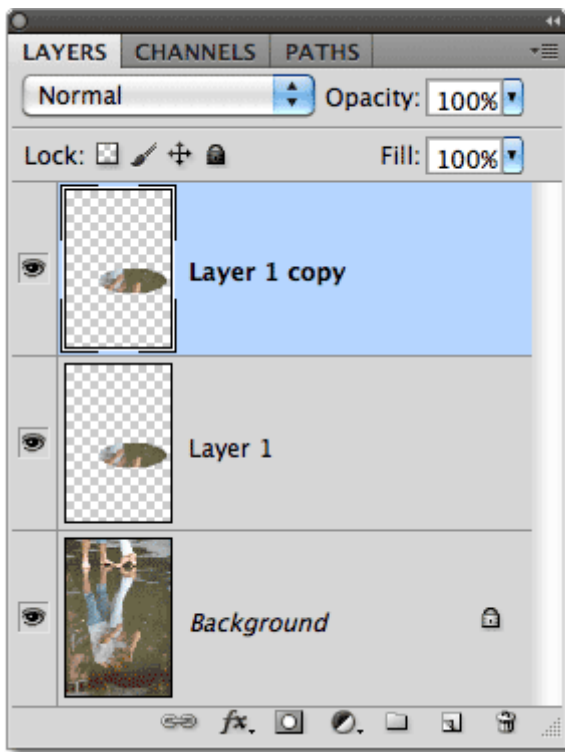 LAYERS CHANNELS PATHS
Normal Opacity: 100%
Lock: Fill: 100%
Layer 1 copy
Layer 1
Background
fx.